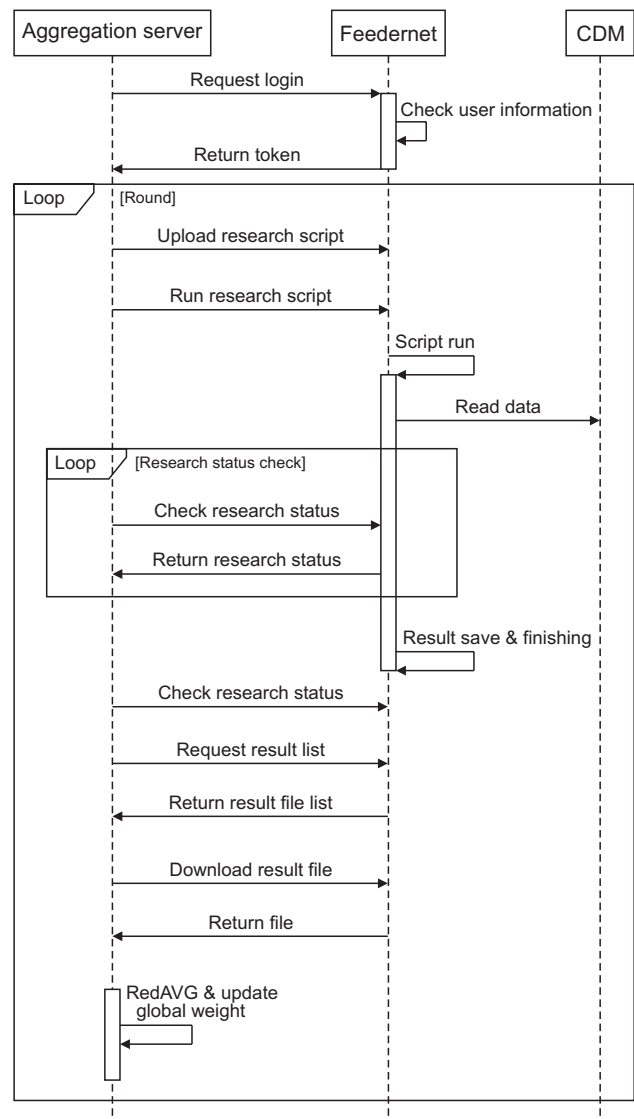 Aggregation server
Feedernet
CDM
Request login
Check user information
Return token
Loop
[Round]
Upload research script
Run research script
Script run
Read data
Loop
[Research status check]
Check research status
Return research status
Result save & finishing
Check research status
Request result list
Return result file list
Download result file
Return file
RedAVG & update
global weight